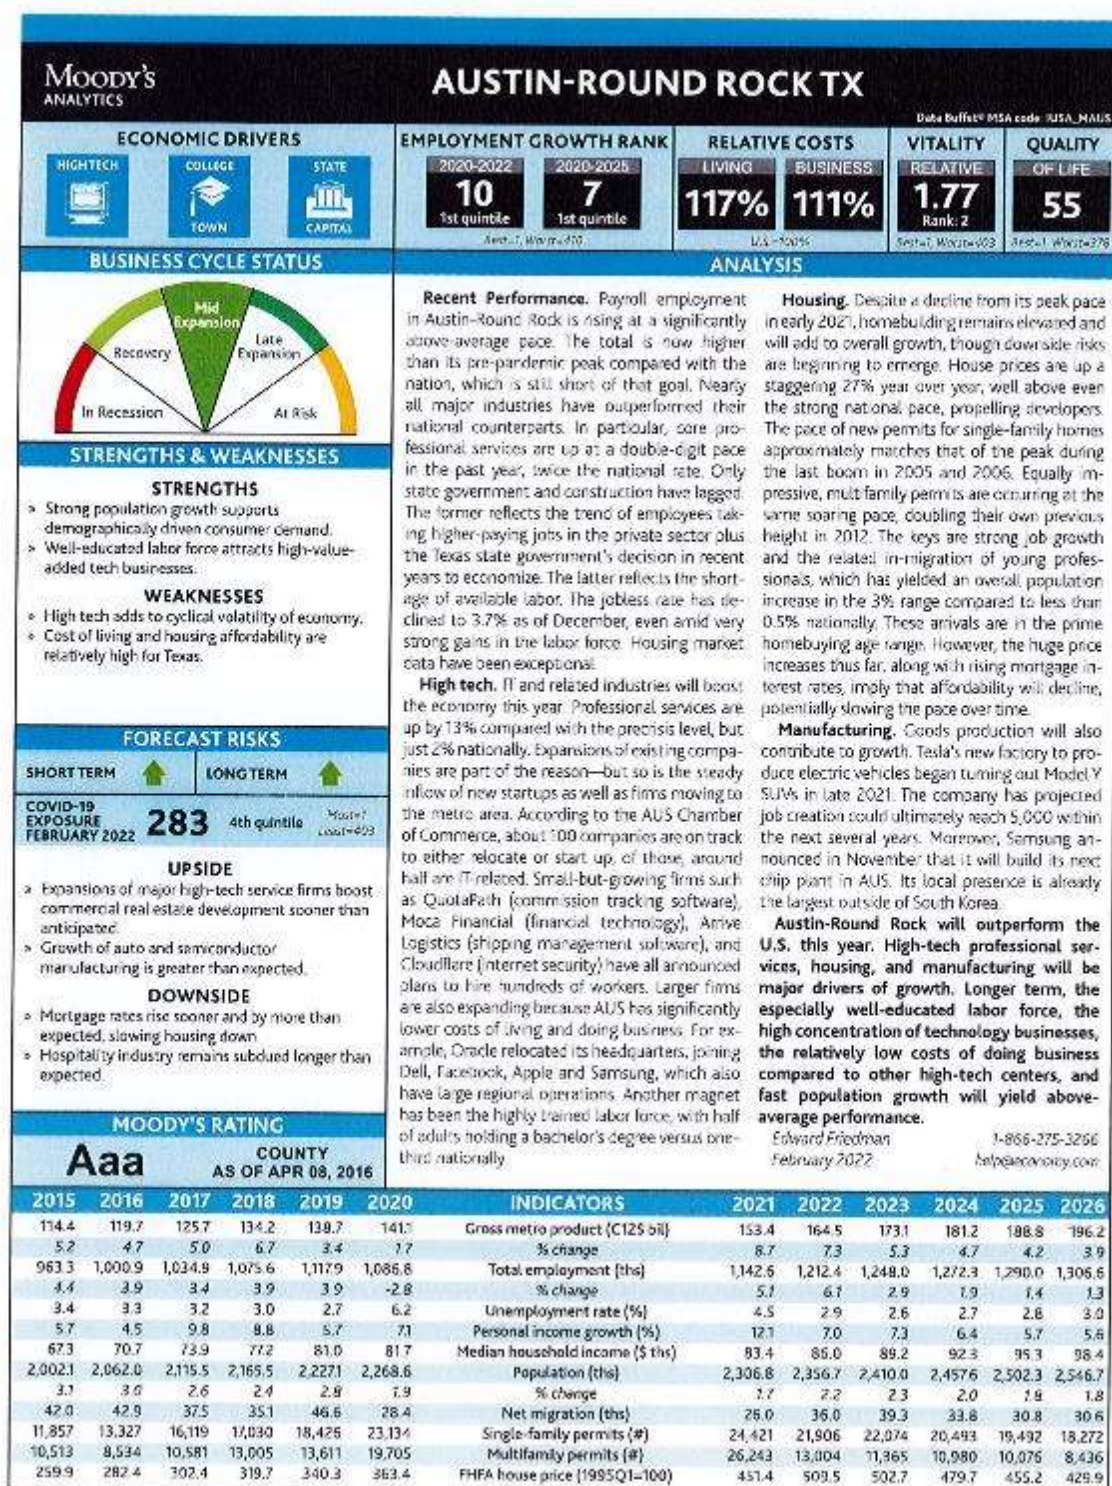 MOODY'S
ANALYTICS
AUSTIN-ROUND ROCK TX
Data Buffet® MSA code: IUSA_MAUS
ECONOMIC DRIVERS
HIGH TECH
COLLEGE
TOWN
STATE
CAPITAL
EMPLOYMENT GROWTH RANK
2020-2022
10
1st quintile
2020-2025
7
1st quintile
Best=1, Worst=410
RELATIVE COSTS
LIVING
117%
BUSINESS
111%
U.S.=100%
VITALITY
RELATIVE
1.77
Rank: 2
Best=1, Worst=403
QUALITY
OF LIFE
55
Best=1, Worst=378
BUSINESS CYCLE STATUS
In Recession
Recovery
Mid
Expansion
Late
Expansion
At Risk
STRENGTHS & WEAKNESSES
STRENGTHS
» Strong population growth supports
demographically driven consumer demand.
» Well-educated labor force attracts high-value-
added tech businesses.
WEAKNESSES
» High tech adds to cyclical volatility of economy.
» Cost of living and housing affordability are
relatively high for Texas.
FORECAST RISKS
SHORT TERM
LONG TERM
COVID-19
EXPOSURE
FEBRUARY 2022
283
4th quintile
Most=1
Least=403
UPSIDE
» Expansions of major high-tech service firms boost
commercial real estate development sooner than
anticipated.
» Growth of auto and semiconductor
manufacturing is greater than expected.
DOWNSIDE
» Mortgage rates rise sooner and by more than
expected, slowing housing down
» Hospitality industry remains subdued longer than
expected.
MOODY'S RATING
Aaa
COUNTY
AS OF APR 08, 2016
ANALYSIS
Recent Performance. Payroll employment
in Austin-Round Rock is rising at a significantly
above-average pace. The total is now higher
than its pre-pandemic peak compared with the
nation, which is still short of that goal. Nearly
all major industries have outperformed their
national counterparts. In particular, core pro-
fessional services are up at a double-digit pace
in the past year, twice the national rate. Only
state government and construction have lagged.
The former reflects the trend of employees tak-
ing higher-paying jobs in the private sector plus
the Texas state government's decision in recent
years to economize. The latter reflects the short-
age of available labor. The jobless rate has de-
clined to 3.7% as of December, even amid very
strong gains in the labor force. Housing market
data have been exceptional.
High tech. IT and related industries will boost
the economy this year. Professional services are
up by 13% compared with the precrisis level, but
just 2% nationally. Expansions of existing compa-
nies are part of the reason—but so is the steady
inflow of new startups as well as firms moving to
the metro area. According to the AUS Chamber
of Commerce, about 100 companies are on track
to either relocate or start up, of those, around
half are IT-related. Small-but-growing firms such
as QuotaPath (commission tracking software),
Moca Financial (financial technology), Arrive
Logistics (shipping management software), and
Cloudflare (internet security) have all announced
plans to hire hundreds of workers. Larger firms
are also expanding because AUS has significantly
lower costs of living and doing business. For ex-
ample, Oracle relocated its headquarters, joining
Dell, Facebook, Apple and Samsung, which also
have large regional operations. Another magnet
has been the highly trained labor force, with half
of adults holding a bachelor's degree versus one-
third nationally
Housing. Despite a decline from its peak pace
in early 2021, homebuilding remains elevated and
will add to overall growth, though downside risks
are beginning to emerge. House prices are up a
staggering 27% year over year, well above even
the strong national pace, propelling developers.
The pace of new permits for single-family homes
approximately matches that of the peak during
the last boom in 2005 and 2006. Equally im-
pressive, multifamily permits are occurring at the
same soaring pace, doubling their own previous
height in 2012. The keys are strong job growth
and the related in-migration of young profes-
sionals, which has yielded an overall population
increase in the 3% range compared to less than
0.5% nationally. These arrivals are in the prime
homebuying age range. However, the huge price
increases thus far, along with rising mortgage in-
terest rates, imply that affordability will decline,
potentially slowing the pace over time.
Manufacturing. Goods production will also
contribute to growth. Tesla's new factory to pro-
duce electric vehicles began turning out Model Y
SUVs in late 2021. The company has projected
job creation could ultimately reach 5,000 within
the next several years. Moreover, Samsung an-
nounced in November that it will build its next
chip plant in AUS. Its local presence is already
the largest outside of South Korea.
Austin-Round Rock will outperform the
U.S. this year. High-tech professional ser-
vices, housing, and manufacturing will be
major drivers of growth. Longer term, the
especially well-educated labor force, the
high concentration of technology businesses,
the relatively low costs of doing business
compared to other high-tech centers, and
fast population growth will yield above-
average performance.
Edward Friedman 1-866-275-3266
February 2022 help@economy.com
2015 2016 2017 2018 2019 2020 INDICATORS 2021 2022 2023 2024 2025 2026
114.4 119.7 125.7 134.2 138.7 141.1 Gross metro product (C12$ bil) 153.4 164.5 173.1 181.2 188.8 196.2
5.2 4.7 5.0 6.7 3.4 1.7 % change 8.7 7.3 5.3 4.7 4.2 3.9
963.3 1,000.9 1,034.9 1,075.6 1,117.9 1,086.8 Total employment (ths) 1,142.6 1,212.4 1,248.0 1,272.3 1,290.0 1,306.6
4.4 3.9 3.4 3.9 3.9 -2.8 % change 5.1 6.1 2.9 1.9 1.4 1.3
3.4 3.3 3.2 3.0 2.7 6.2 Unemployment rate (%) 4.5 2.9 2.6 2.7 2.8 3.0
5.7 4.5 9.8 8.8 5.7 7.1 Personal income growth (%) 12.1 7.0 7.3 6.4 5.7 5.6
67.3 70.7 73.9 77.2 81.0 81.7 Median household income ($ ths) 83.4 86.0 89.2 92.3 95.3 98.4
2,002.1 2,062.0 2,115.5 2,165.5 2,227.1 2,268.6 Population (ths) 2,306.8 2,356.7 2,410.0 2,457.6 2,502.3 2,546.7
3.1 3.0 2.6 2.4 2.8 1.9 % change 1.7 2.2 2.3 2.0 1.8 1.8
42.0 42.9 37.5 35.1 46.6 28.4 Net migration (ths) 26.0 36.0 39.3 33.8 30.8 30.6
11,857 13,327 16,119 17,030 18,426 23,134 Single-family permits (#) 24,421 21,906 22,074 20,493 19,492 18,272
10,513 8,534 10,581 13,005 13,611 19,705 Multifamily permits (#) 26,243 13,004 11,365 10,980 10,076 8,436
259.9 282.4 302.4 319.7 340.3 363.4 FHFA house price (1995Q1=100) 451.4 509.5 502.7 479.7 455.2 429.9